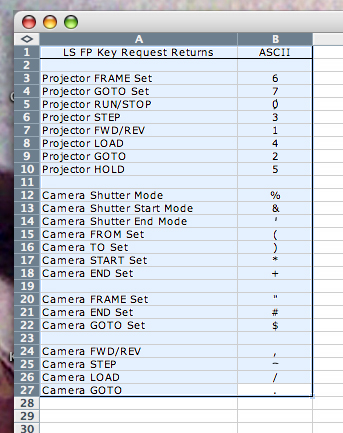 A B
1 LS FP Key Request Returns ASCII
2
3 Projector FRAME Set 6
4 Projector GOTO Set 7
5 Projector RUN/STOP 0
6 Projector STEP 3
7 Projector FWD/REV 1
8 Projector LOAD 4
9 Projector GOTO 2
10 Projector HOLD 5
11
12 Camera Shutter Mode %
13 Camera Shutter Start Mode &
14 Camera Shutter End Mode '
15 Camera FROM Set (
16 Camera TO Set )
17 Camera START Set *
18 Camera END Set +
19
20 Camera FRAME Set "
21 Camera END Set #
22 Camera GOTO Set $
23
24 Camera FWD/REV ,
25 Camera STEP ~
26 Camera LOAD /
27 Camera GOTO .
28
29
30